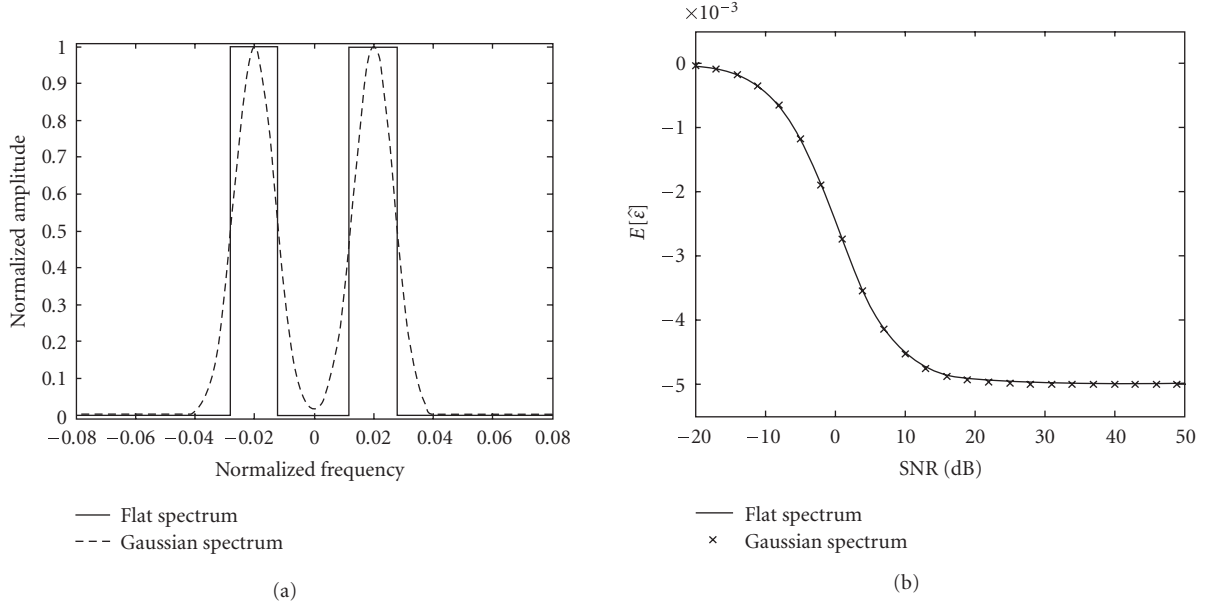 1
0.9
0.8
0.7
0.6
0.5
0.4
0.3
0.2
0.1
0
Normalized amplitude
−0.08 −0.06 −0.04 −0.02 0 0.02 0.04 0.06 0.08
Normalized frequency
Flat spectrum
Gaussian spectrum
(a)
×10−3
0
−1
−2
−3
−4
−5
E[ε̂]
−20 −10 0 10 20 30 40 50
SNR (dB)
Flat spectrum
Gaussian spectrum
(b)